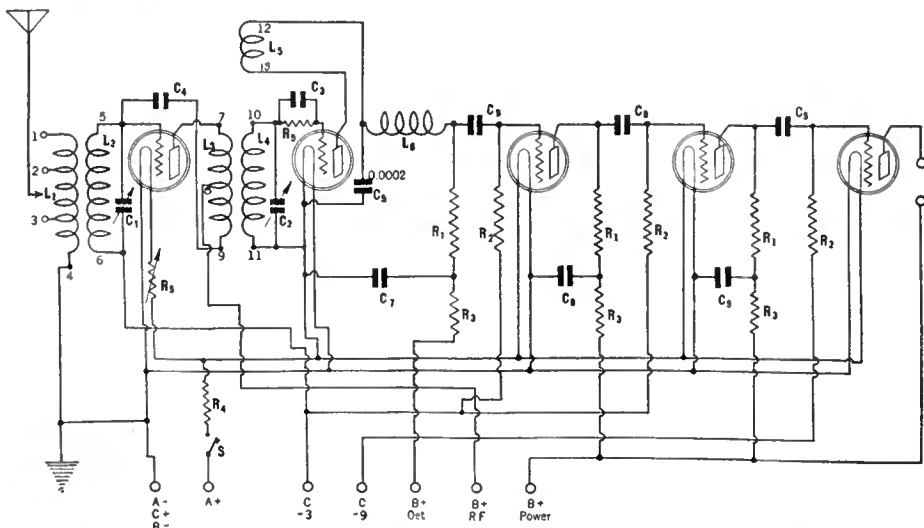 12
L5
13
C4
C3
5
7
10
R5
L2
L3
L4
L6
C5
C8
C5
1
2
L1
3
8
0.0002
C1
C2
C9
R1
R2
R1
R2
R1
R2
4
6
9
11
R5
C7
C8
C9
R3
R3
R3
R4
S
A-
C+
B-
A+
C
-3
C
-9
B+
Det
B+
RF
B+
Power